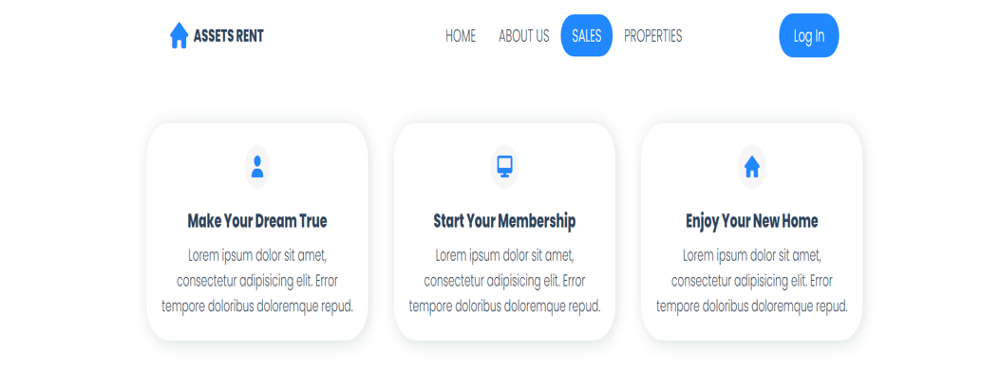 ASSETS RENT
HOME ABOUT US SALES PROPERTIES
Log In
Make Your Dream True
Lorem ipsum dolor sit amet,
consectetur adipisicing elit. Error
tempore doloribus doloremque repud.
Start Your Membership
Lorem ipsum dolor sit amet,
consectetur adipisicing elit. Error
tempore doloribus doloremque repud.
Enjoy Your New Home
Lorem ipsum dolor sit amet,
consectetur adipisicing elit. Error
tempore doloribus doloremque repud.